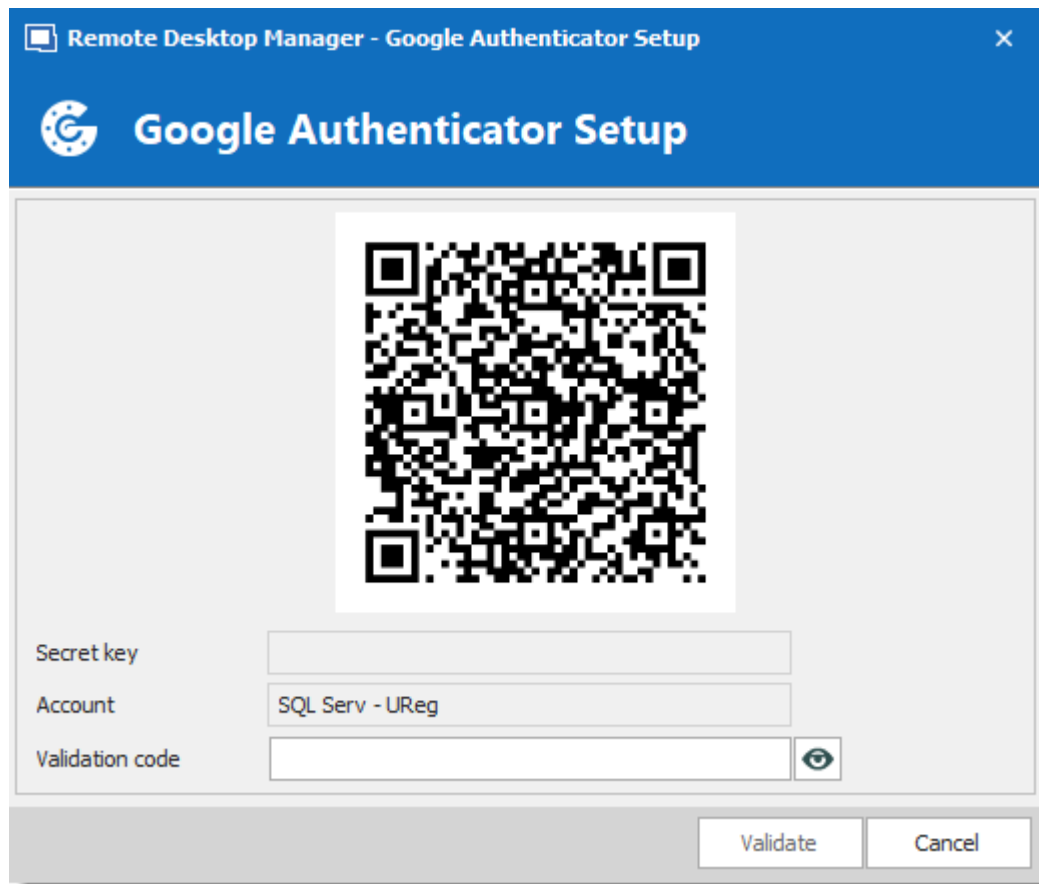 Remote Desktop Manager - Google Authenticator Setup
Google Authenticator Setup
Secret key
Account SQL Serv - UReg
Validation code
Validate Cancel